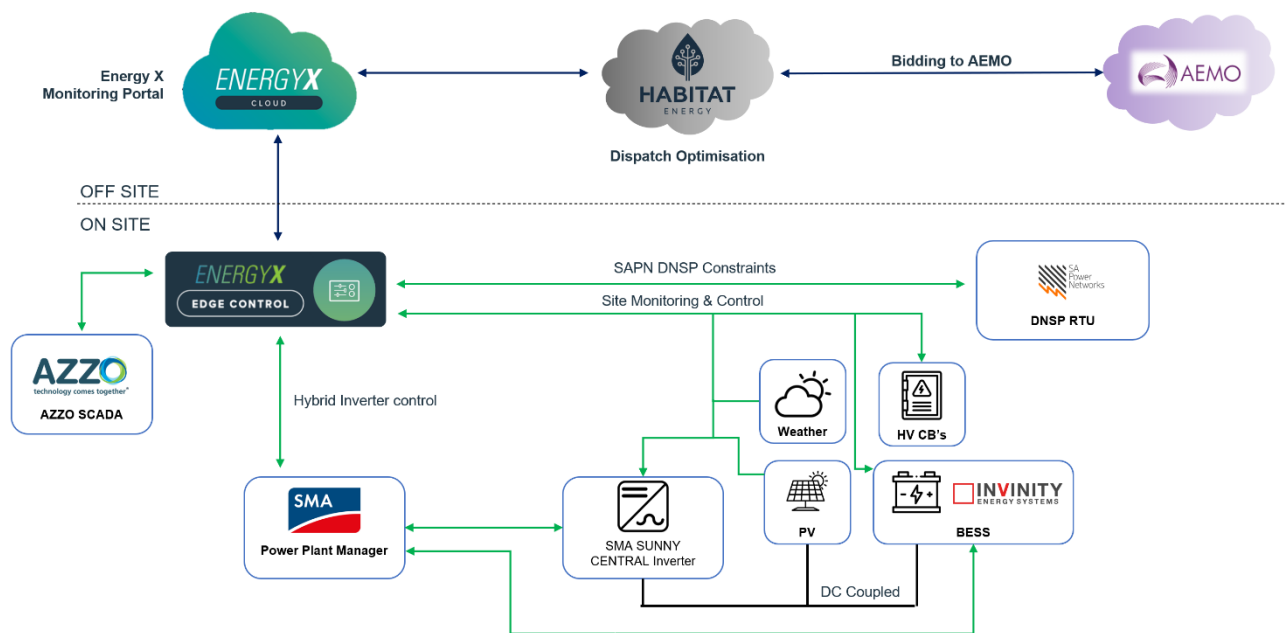 Energy X
Monitoring Portal
ENERGYX
CLOUD
HABITAT
ENERGY
Dispatch Optimisation
Bidding to AEMO
AEMO
OFF SITE
ON SITE
ENERGYX
EDGE CONTROL
SAPN DNSP Constraints
Site Monitoring & Control
SA
Power
Networks
DNSP RTU
AZZO
technology comes together
AZZO SCADA
Hybrid Inverter control
Weather
HV CB's
SMA
Power Plant Manager
SMA SUNNY
CENTRAL Inverter
PV
INVINITY
ENERGY SYSTEMS
BESS
DC Coupled